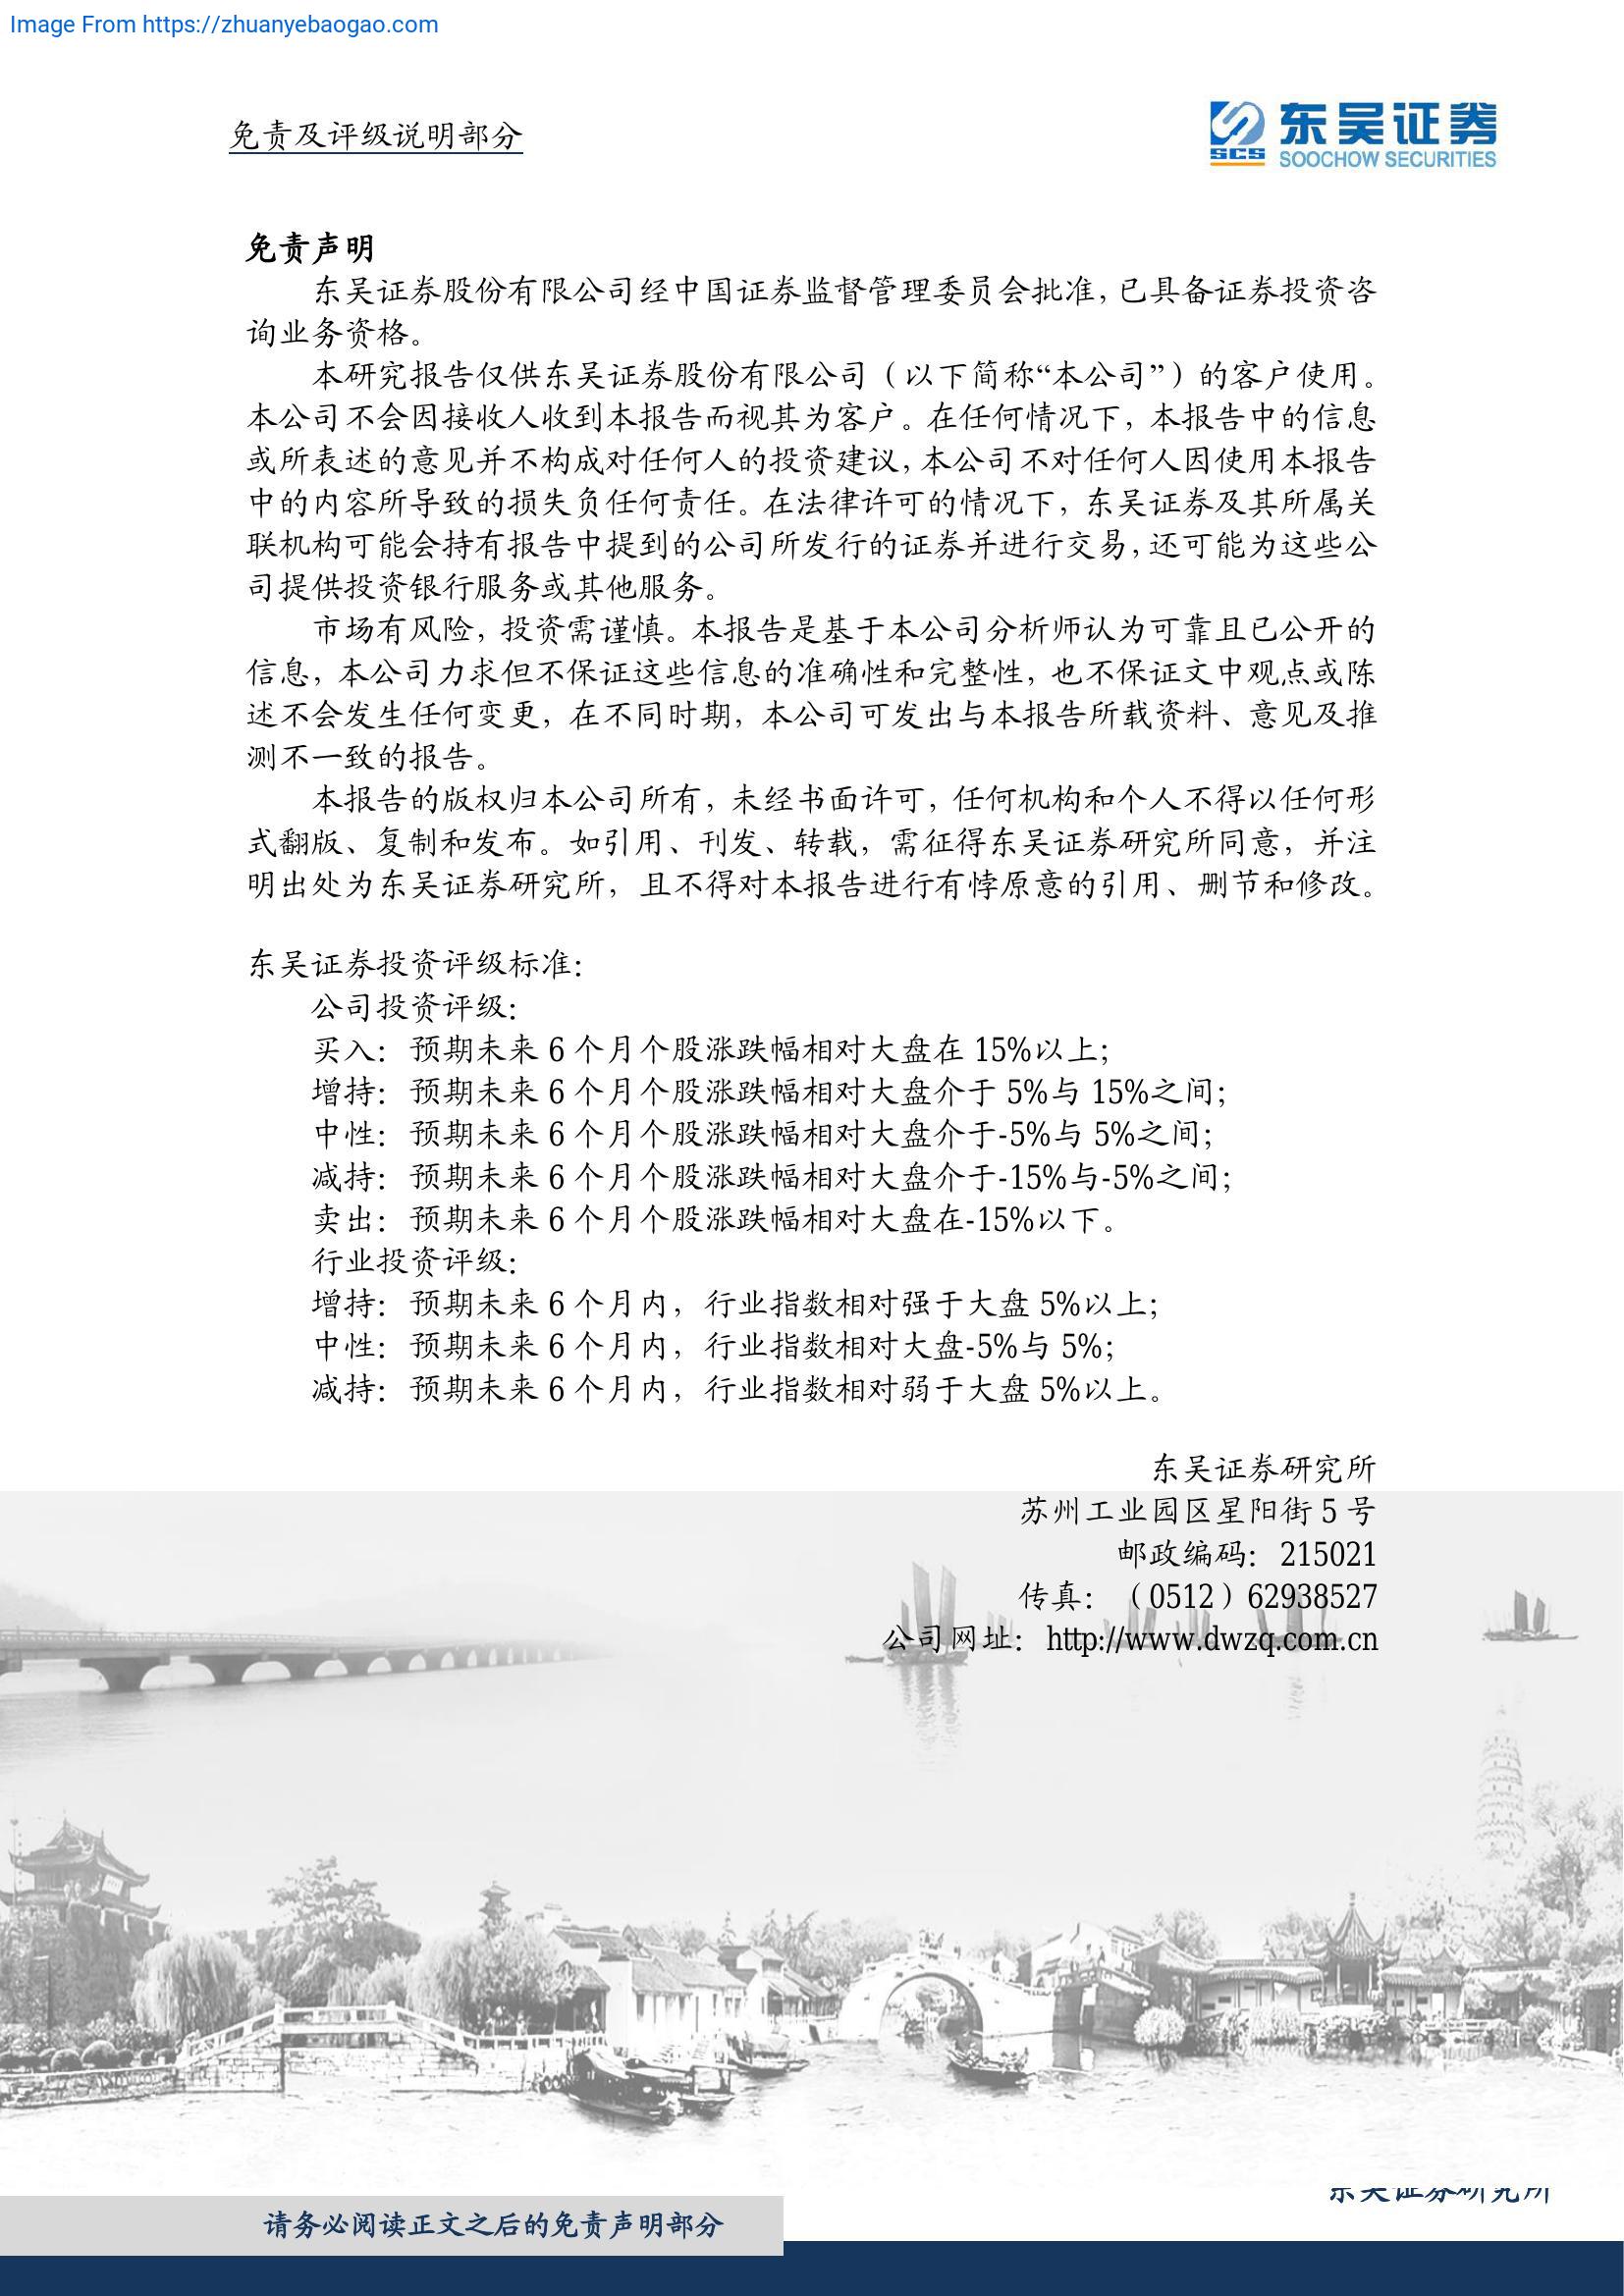 Image From https://zhuanyebaogao.com
免责及评级说明部分
东吴证券
SCS
SOOCHOW SECURITIES
免责声明
东吴证券股份有限公司经中国证券监督管理委员会批准，已具备证券投资咨
询业务资格。
本研究报告仅供东吴证券股份有限公司（以下简称“本公司”）的客户使用。
本公司不会因接收人收到本报告而视其为客户。在任何情况下，本报告中的信息
或所表述的意见并不构成对任何人的投资建议，本公司不对任何人因使用本报告
中的内容所导致的损失负任何责任。在法律许可的情况下，东吴证券及其所属关
联机构可能会持有报告中提到的公司所发行的证券并进行交易，还可能为这些公
司提供投资银行服务或其他服务。
市场有风险，投资需谨慎。本报告是基于本公司分析师认为可靠且已公开的
信息，本公司力求但不保证这些信息的准确性和完整性，也不保证文中观点或陈
述不会发生任何变更，在不同时期，本公司可发出与本报告所载资料、意见及推
测不一致的报告。
本报告的版权归本公司所有，未经书面许可，任何机构和个人不得以任何形
式翻版、复制和发布。如引用、刊发、转载，需征得东吴证券研究所同意，并注
明出处为东吴证券研究所，且不得对本报告进行有悖原意的引用、删节和修改。
东吴证券投资评级标准：
公司投资评级：
买入：预期未来 6 个月个股涨跌幅相对大盘在 15%以上；
增持：预期未来 6 个月个股涨跌幅相对大盘介于 5%与 15%之间；
中性：预期未来 6 个月个股涨跌幅相对大盘介于-5%与 5%之间；
减持：预期未来 6 个月个股涨跌幅相对大盘介于-15%与-5%之间；
卖出：预期未来 6 个月个股涨跌幅相对大盘在-15%以下。
行业投资评级：
增持：预期未来 6 个月内，行业指数相对强于大盘 5%以上；
中性：预期未来 6 个月内，行业指数相对大盘-5%与 5%；
减持：预期未来 6 个月内，行业指数相对弱于大盘 5%以上。
东吴证券研究所
苏州工业园区星阳街 5 号
邮政编码：215021
传真：（0512）62938527
公司网址：http://www.dwzq.com.cn
东吴证券研究所
请务必阅读正文之后的免责声明部分